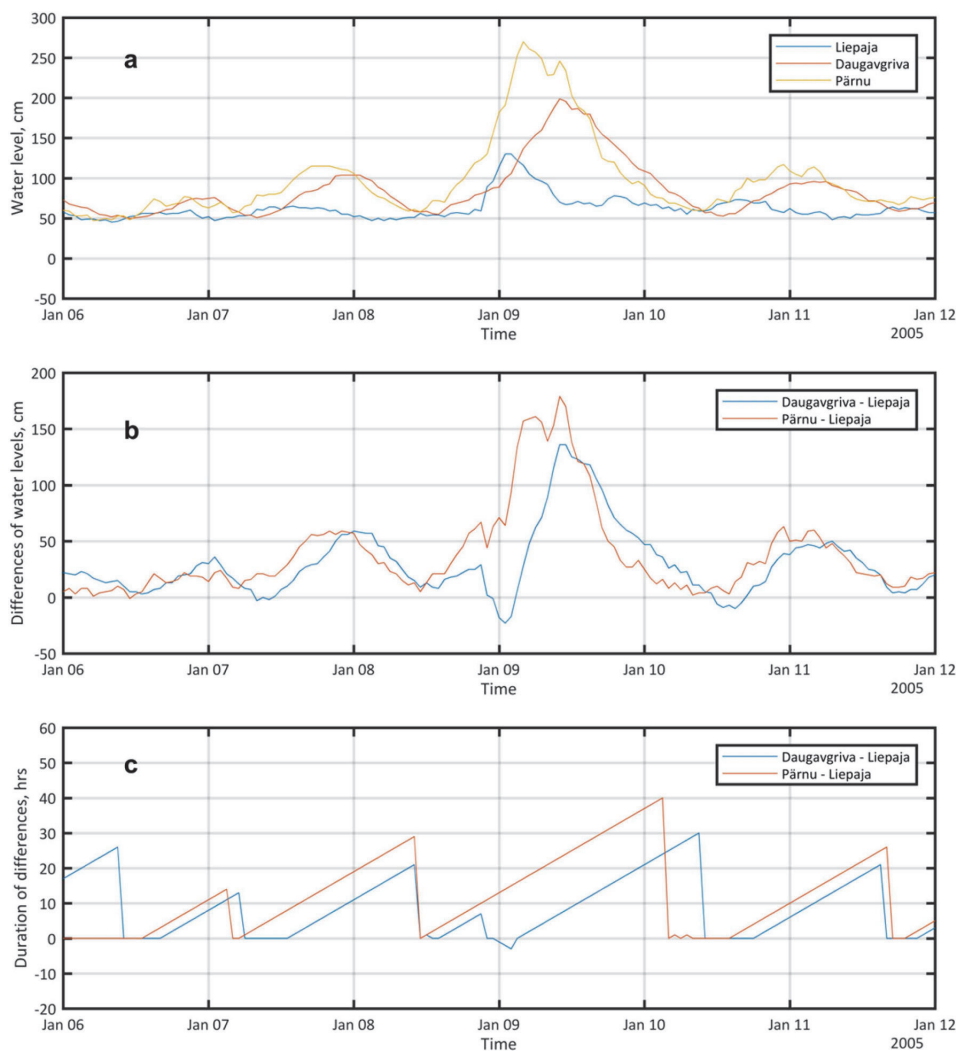 a
Water level, cm
300
250
200
150
100
50
0
-50
Liepaja
Daugavgriva
Pärnu
Jan 06 Jan 07 Jan 08 Jan 09 Jan 10 Jan 11 Jan 12
Time
2005
b
Differences of water levels, cm
200
150
100
50
0
-50
Daugavgriva - Liepaja
Pärnu - Liepaja
Jan 06 Jan 07 Jan 08 Jan 09 Jan 10 Jan 11 Jan 12
Time
2005
c
Duration of differences, hrs
60
50
40
30
20
10
0
-10
-20
Daugavgriva - Liepaja
Pärnu - Liepaja
Jan 06 Jan 07 Jan 08 Jan 09 Jan 10 Jan 11 Jan 12
Time
2005